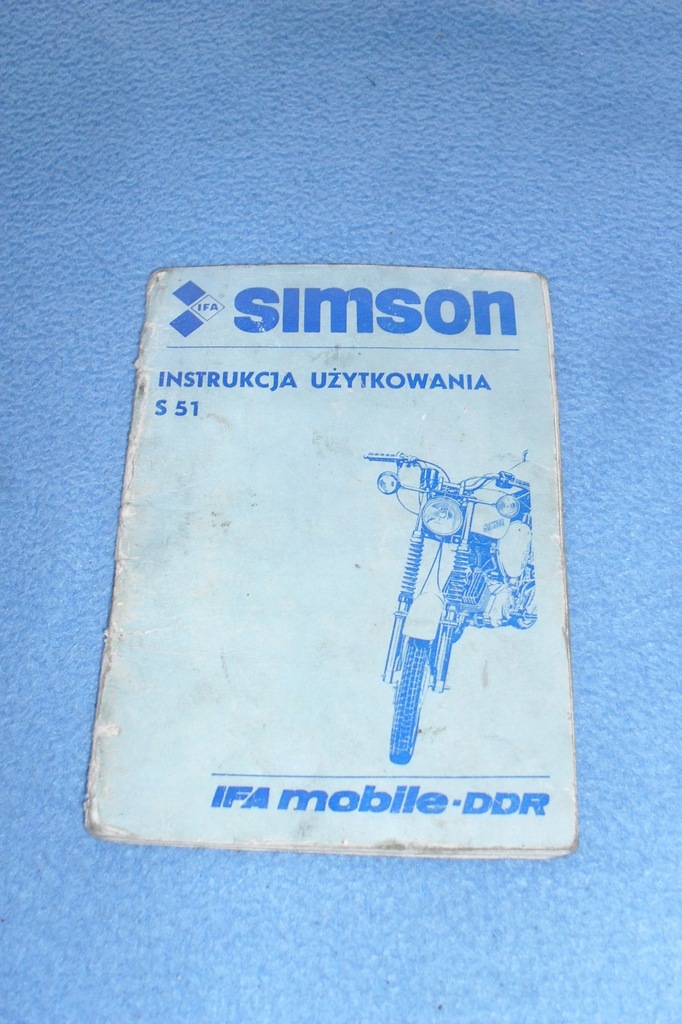 IFA simson
INSTRUKCJA UŻYTKOWANIA
S 51
IFA mobile-DDR